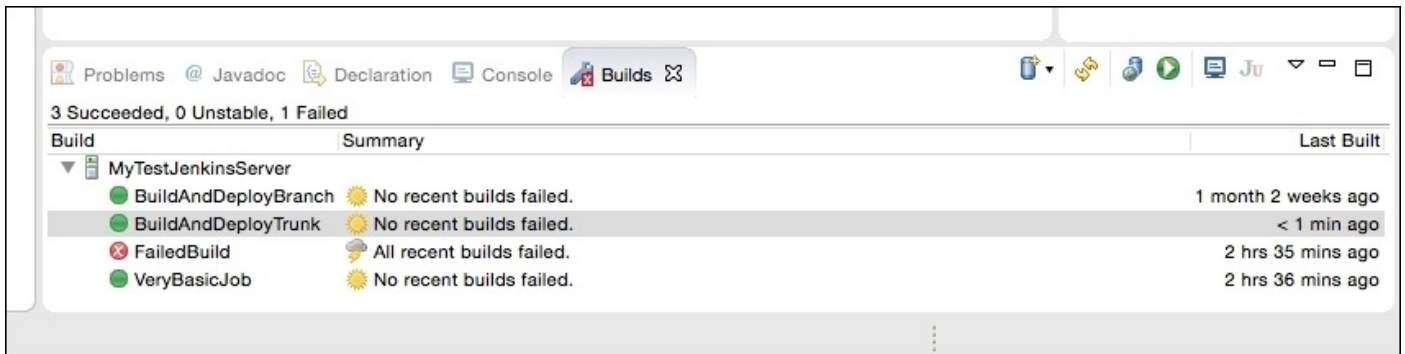 Problems @ Javadoc Declaration Console Builds
Ju
3 Succeeded, 0 Unstable, 1 Failed
Build Summary Last Built
MyTestJenkinsServer
BuildAndDeployBranch No recent builds failed. 1 month 2 weeks ago
BuildAndDeployTrunk No recent builds failed. < 1 min ago
FailedBuild All recent builds failed. 2 hrs 35 mins ago
VeryBasicJob No recent builds failed. 2 hrs 36 mins ago